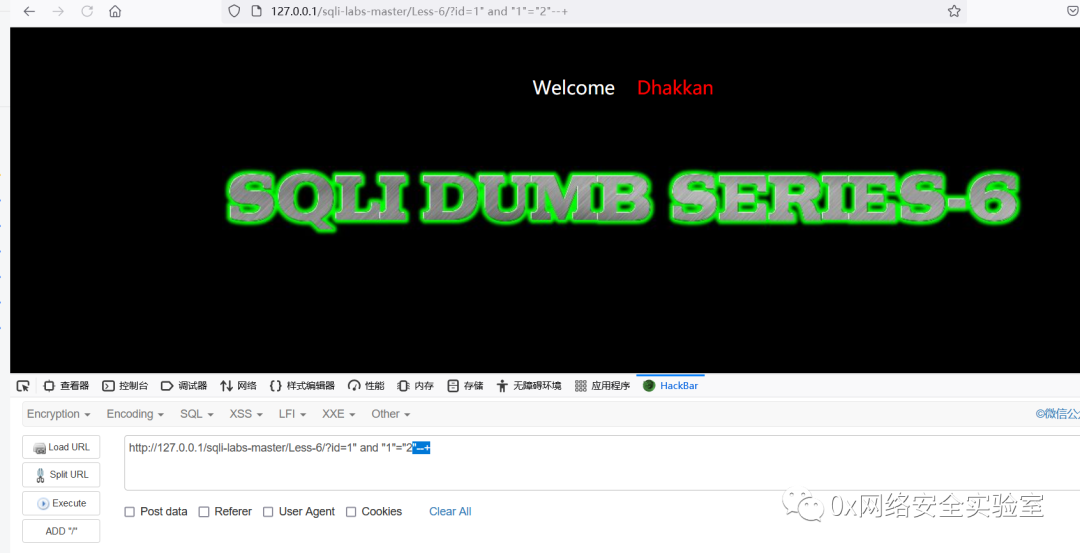 127.0.0.1/sqli-labs-master/Less-6/?id=1" and "1"="2"--+
Welcome Dhakkan
SQLI DUMB SERIES-6
查看器 控制台 调试器 网络 样式编辑器 性能 内存 存储 无障碍环境 应用程序 HackBar
Encryption Encoding SQL XSS LFI XXE Other ©微信公
Load URL http://127.0.0.1/sqli-labs-master/Less-6/?id=1" and "1"="2"--+
Split URL
Execute
Post data Referer User Agent Cookies Clear All
ADD "/"
0x网络安全实验室